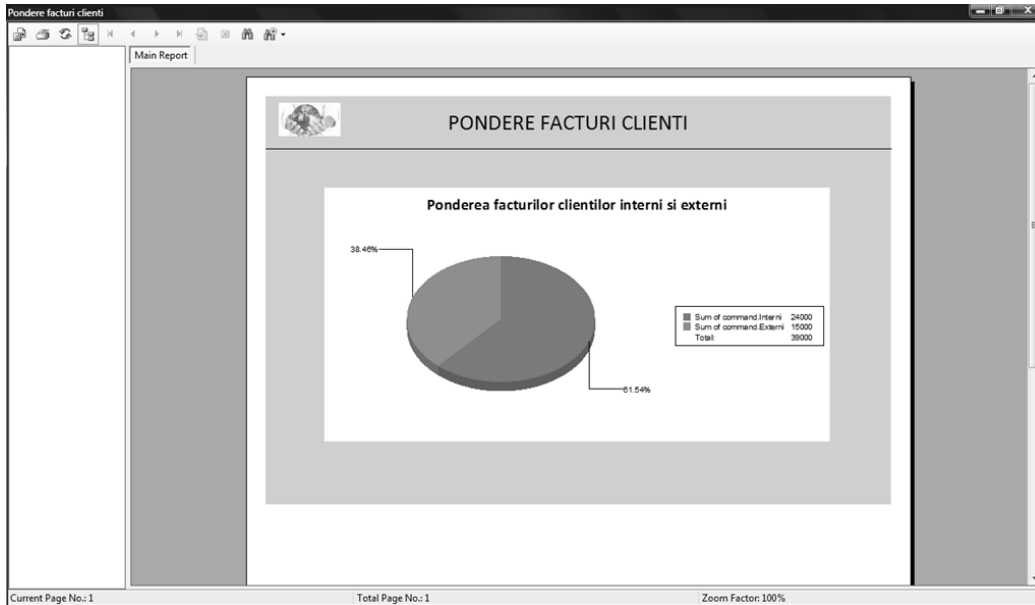 Pondere facturi clienti
Main Report
PONDERE FACTURI CLIENTI
Ponderea facturilor clientilor interni si externi
38.46%
Sum of command.Interni 24000
Sum of command.Externi 15000
Total: 39000
61.54%
Current Page No.: 1 Total Page No.: 1 Zoom Factor: 100%